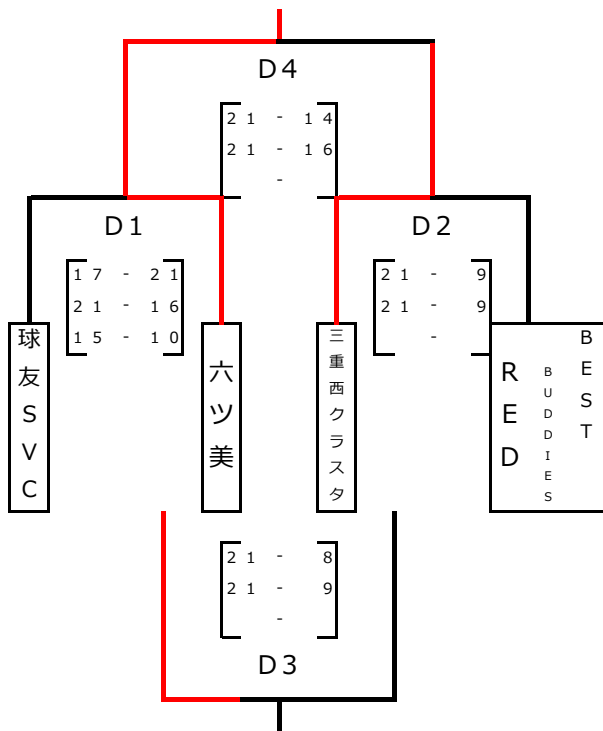 D4
21 - 14
21 - 16
-
D1
17 - 21
21 - 16
15 - 10
D2
21 - 9
21 - 9
-
球友SVC
六ツ美
三重西クラスタ
RED
BUDDIES
BEST
21 - 8
21 - 9
-
D3